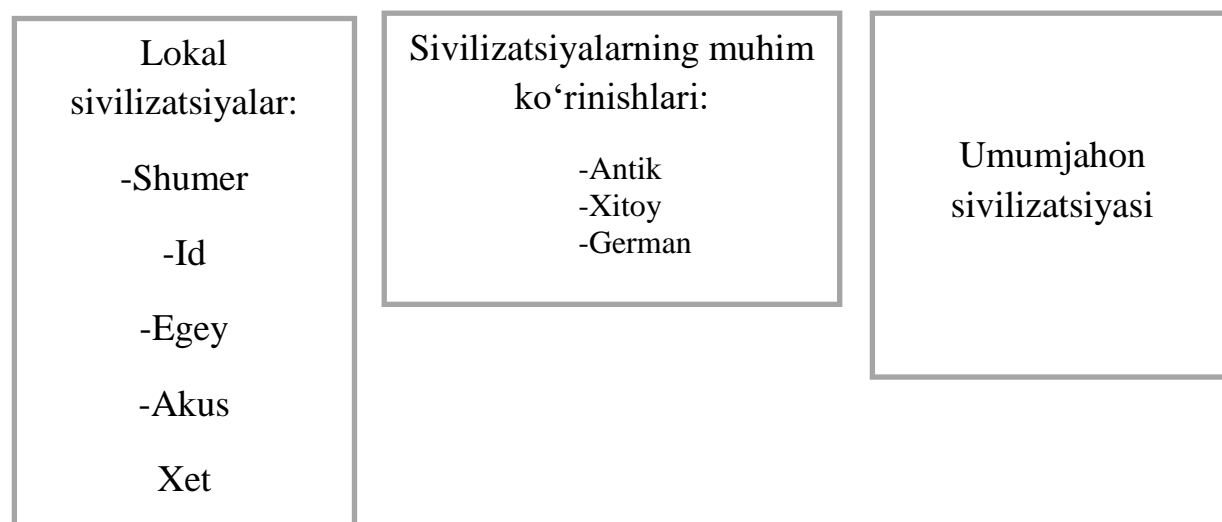 Lokal
sivilizatsiyalar:
-Shumer
-Id
-Egey
-Akus
Xet
Sivilizatsiyalarning muhim
ko‘rinishlari:
-Antik
-Xitoy
-German
Umumjahon
sivilizatsiyasi